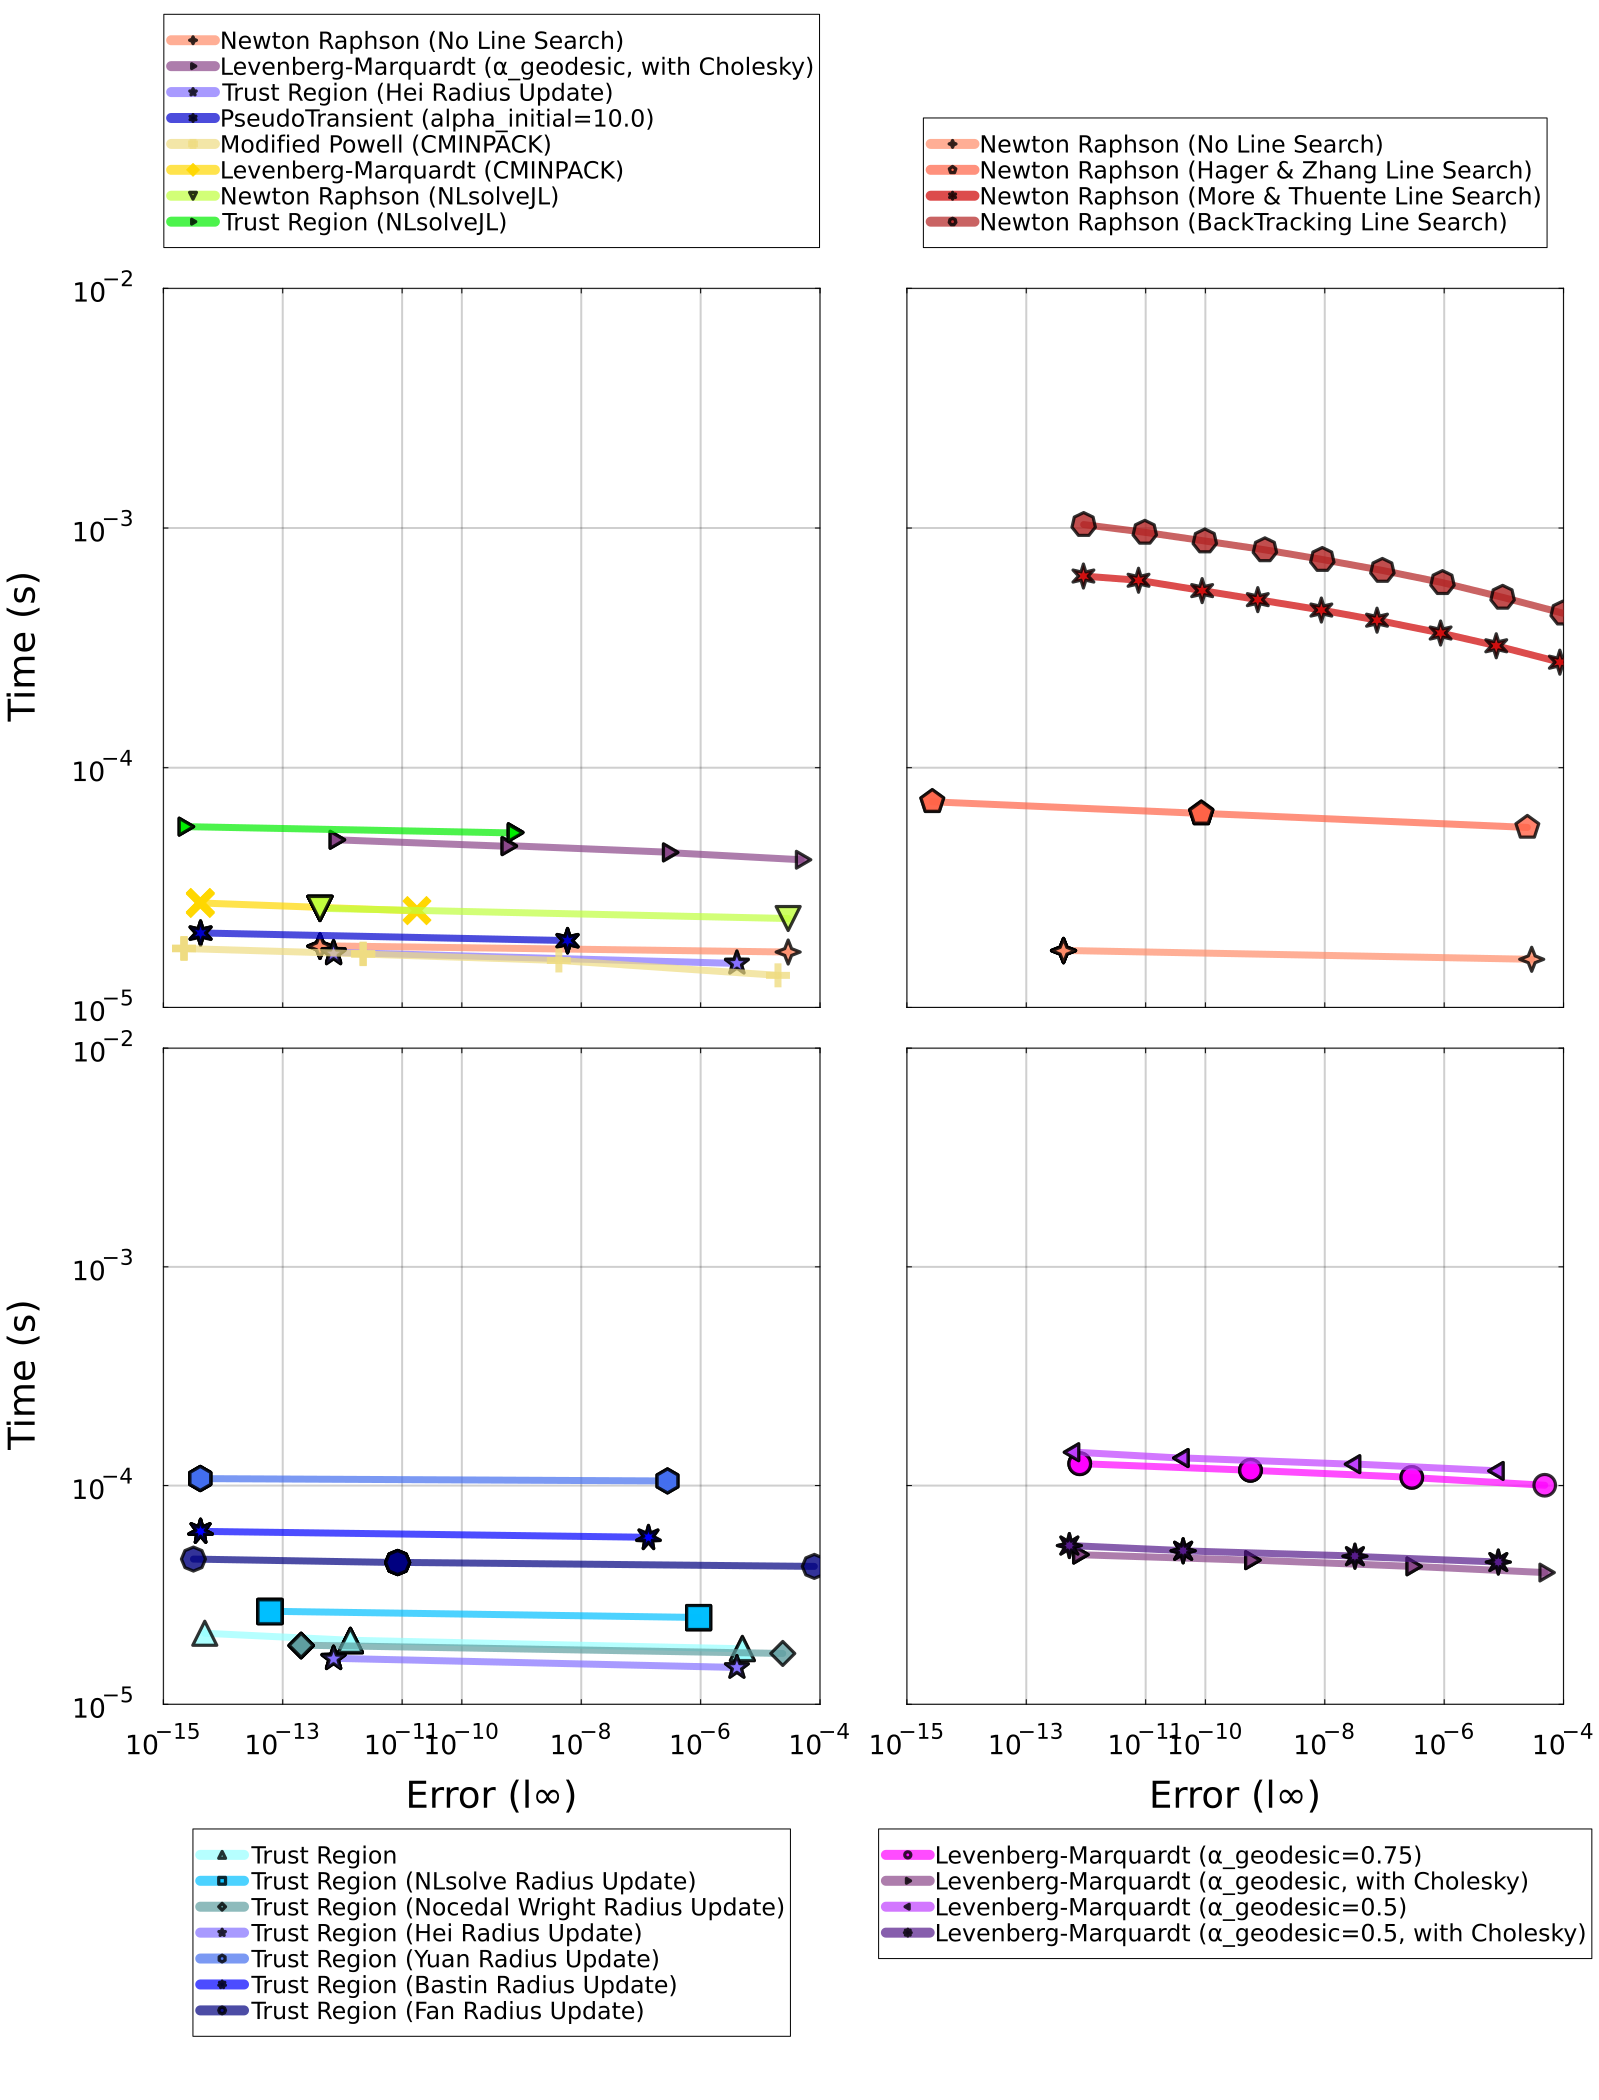 Newton Raphson (No Line Search)
Levenberg-Marquardt (α_geodesic, with Cholesky)
Trust Region (Hei Radius Update)
PseudoTransient (alpha_initial=10.0)
Modified Powell (CMINPACK)
Levenberg-Marquardt (CMINPACK)
Newton Raphson (NLsolveJL)
Trust Region (NLsolveJL)
Newton Raphson (No Line Search)
Newton Raphson (Hager & Zhang Line Search)
Newton Raphson (More & Thuente Line Search)
Newton Raphson (BackTracking Line Search)
10⁻²
10⁻³
10⁻⁴
10⁻⁵
Time (s)
10⁻²
10⁻³
10⁻⁴
10⁻⁵
Time (s)
10⁻¹⁵ 10⁻¹³ 10⁻¹¹ 10⁻¹⁰ 10⁻⁸ 10⁻⁶ 10⁻⁴
Error (l∞)
10⁻¹⁵ 10⁻¹³ 10⁻¹¹ 10⁻¹⁰ 10⁻⁸ 10⁻⁶ 10⁻⁴
Error (l∞)
Trust Region
Trust Region (NLsolve Radius Update)
Trust Region (Nocedal Wright Radius Update)
Trust Region (Hei Radius Update)
Trust Region (Yuan Radius Update)
Trust Region (Bastin Radius Update)
Trust Region (Fan Radius Update)
Levenberg-Marquardt (α_geodesic=0.75)
Levenberg-Marquardt (α_geodesic, with Cholesky)
Levenberg-Marquardt (α_geodesic=0.5)
Levenberg-Marquardt (α_geodesic=0.5, with Cholesky)